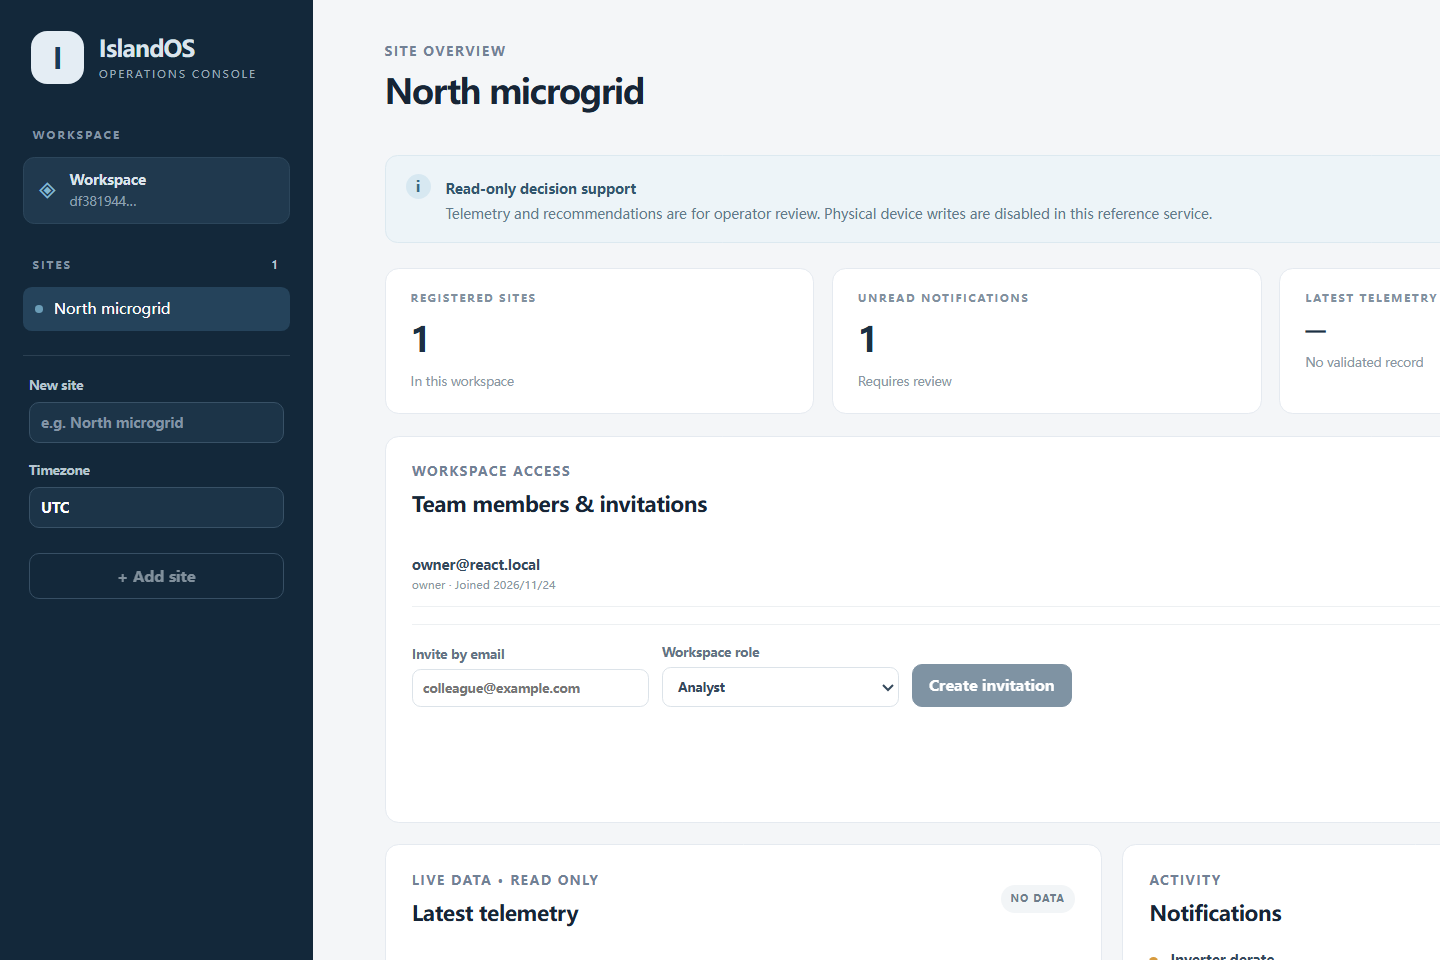 I
IslandOS
OPERATIONS CONSOLE
WORKSPACE
Workspace
df381944...
SITES 1
North microgrid
New site
e.g. North microgrid
Timezone
UTC
+ Add site
SITE OVERVIEW
North microgrid
i
Read-only decision support
Telemetry and recommendations are for operator review. Physical device writes are disabled in this reference service.
REGISTERED SITES
1
In this workspace
UNREAD NOTIFICATIONS
1
Requires review
LATEST TELEMETRY
—
No validated record
WORKSPACE ACCESS
Team members & invitations
owner@react.local
owner · Joined 2026/11/24
Invite by email
colleague@example.com
Workspace role
Analyst
Create invitation
LIVE DATA • READ ONLY
Latest telemetry
NO DATA
ACTIVITY
Notifications
Inverter derate